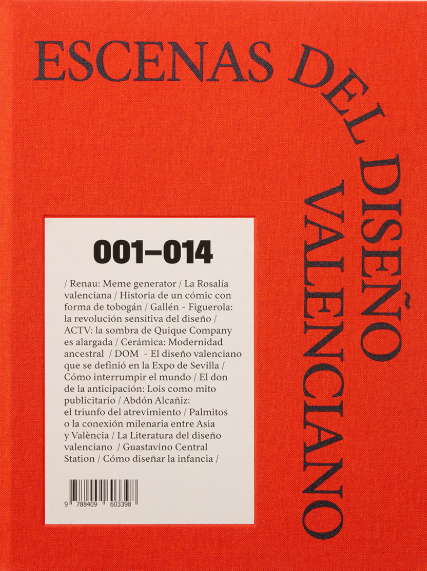 ESCENAS DEL DISEÑO
VALENCIANO
001–014
/ Renau: Meme generator / La Rosalía
valenciana / Historia de un cómic con
forma de tobogán / Gallén - Figuerola:
la revolución sensitiva del diseño /
ACTV: la sombra de Quique Company
es alargada / Cerámica: Modernidad
ancestral / DOM - El diseño valenciano
que se definió en la Expo de Sevilla /
Cómo interrumpir el mundo / El don
de la anticipación: Lois como mito
publicitario / Abdón Alcañiz:
el triunfo del atrevimiento / Palmitos
o la conexión milenaria entre Asia
y València / La Literatura del diseño
valenciano / Guastavino Central
Station / Cómo diseñar la infancia /
9 788409 603398